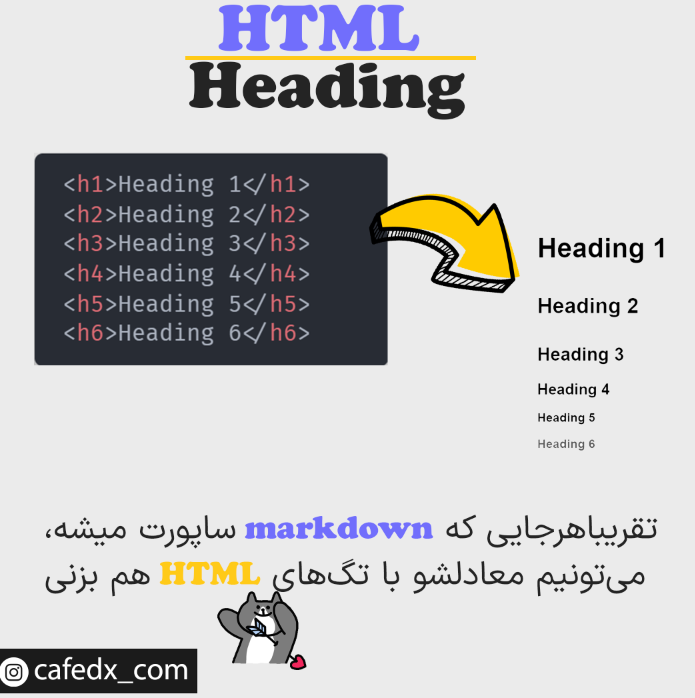 HTML
Heading
<h1>Heading 1</h1>
<h2>Heading 2</h2>
<h3>Heading 3</h3>
<h4>Heading 4</h4>
<h5>Heading 5</h5>
<h6>Heading 6</h6>
Heading 1
Heading 2
Heading 3
Heading 4
Heading 5
Heading 6
تقریباهرجایی که markdown ساپورت میشه،
می‌تونیم معادلشو با تگ‌های HTML هم بزنی
cafedx_com